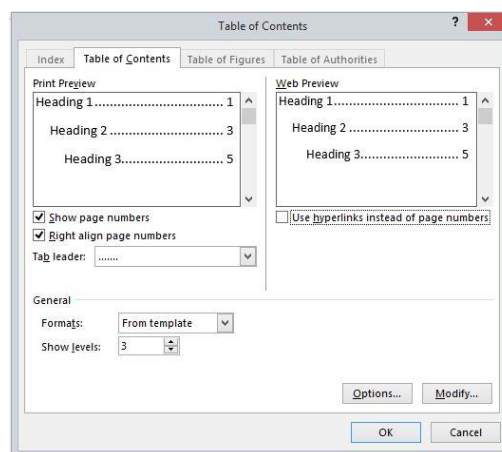 Table of Contents
? ×
Index Table of Contents Table of Figures Table of Authorities
Print Preview
Heading 1................................ 1
Heading 2 ............................ 3
Heading 3......................... 5
Web Preview
Heading 1................................ 1
Heading 2 ............................ 3
Heading 3......................... 5
Show page numbers
Right align page numbers
Tab leader: .......
Use hyperlinks instead of page numbers
General
Formats: From template
Show levels: 3
Options... Modify...
OK Cancel